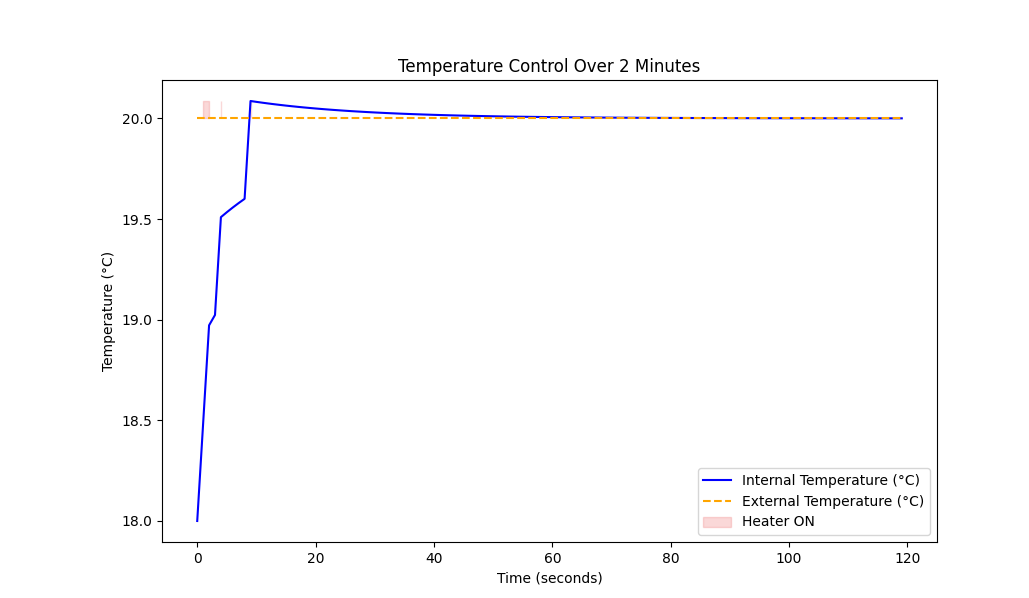 Temperature Control Over 2 Minutes
Temperature (°C)
20.0
19.5
19.0
18.5
18.0
0 20 40 60 80 100 120
Time (seconds)
Internal Temperature (°C)
External Temperature (°C)
Heater ON